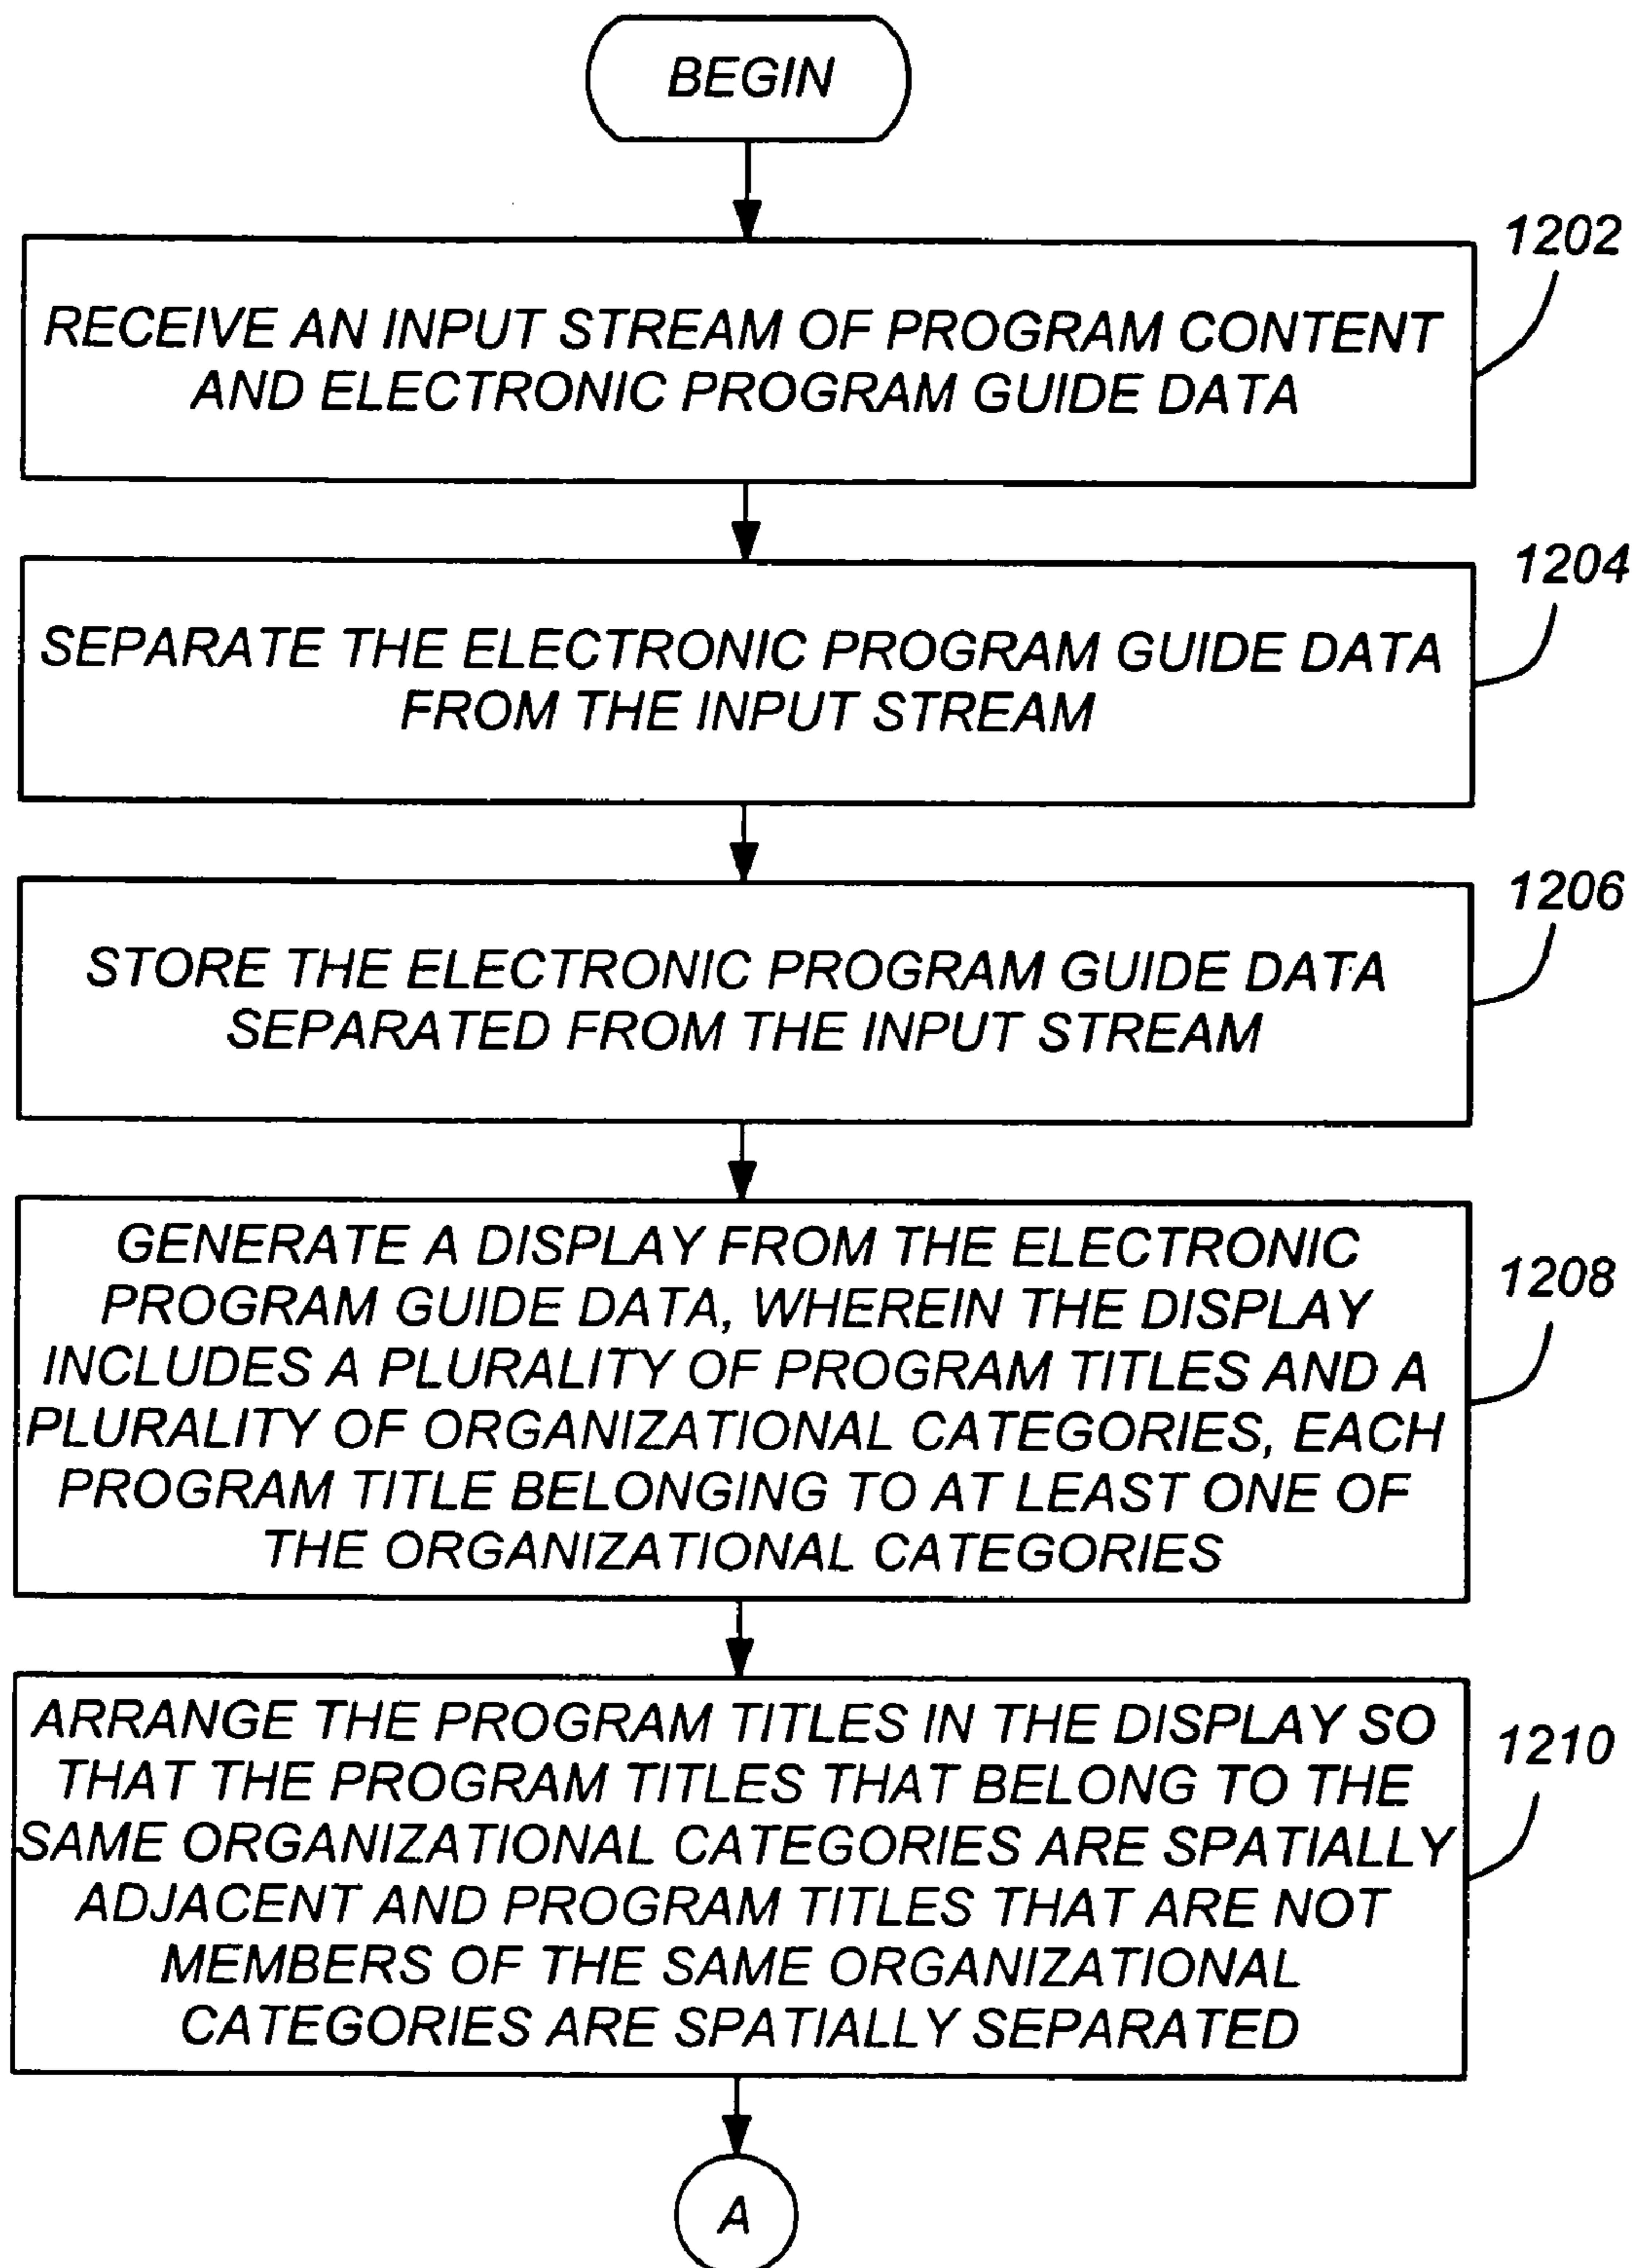 BEGIN
1202
RECEIVE AN INPUT STREAM OF PROGRAM CONTENT
AND ELECTRONIC PROGRAM GUIDE DATA
1204
SEPARATE THE ELECTRONIC PROGRAM GUIDE DATA
FROM THE INPUT STREAM
1206
STORE THE ELECTRONIC PROGRAM GUIDE DATA
SEPARATED FROM THE INPUT STREAM
1208
GENERATE A DISPLAY FROM THE ELECTRONIC
PROGRAM GUIDE DATA, WHEREIN THE DISPLAY
INCLUDES A PLURALITY OF PROGRAM TITLES AND A
PLURALITY OF ORGANIZATIONAL CATEGORIES, EACH
PROGRAM TITLE BELONGING TO AT LEAST ONE OF
THE ORGANIZATIONAL CATEGORIES
1210
ARRANGE THE PROGRAM TITLES IN THE DISPLAY SO
THAT THE PROGRAM TITLES THAT BELONG TO THE
SAME ORGANIZATIONAL CATEGORIES ARE SPATIALLY
ADJACENT AND PROGRAM TITLES THAT ARE NOT
MEMBERS OF THE SAME ORGANIZATIONAL
CATEGORIES ARE SPATIALLY SEPARATED
A